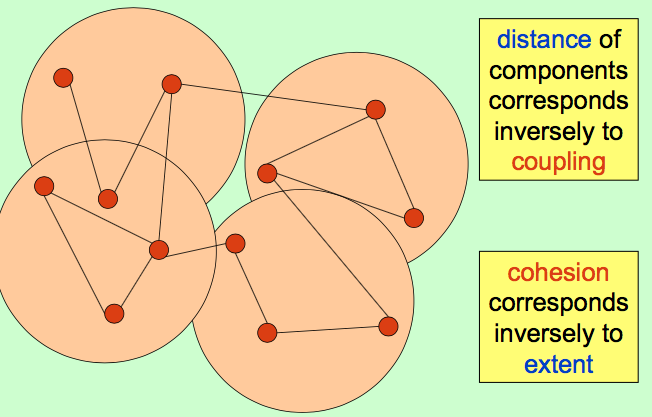 distance of
components
corresponds
inversely to
coupling
cohesion
corresponds
inversely to
extent